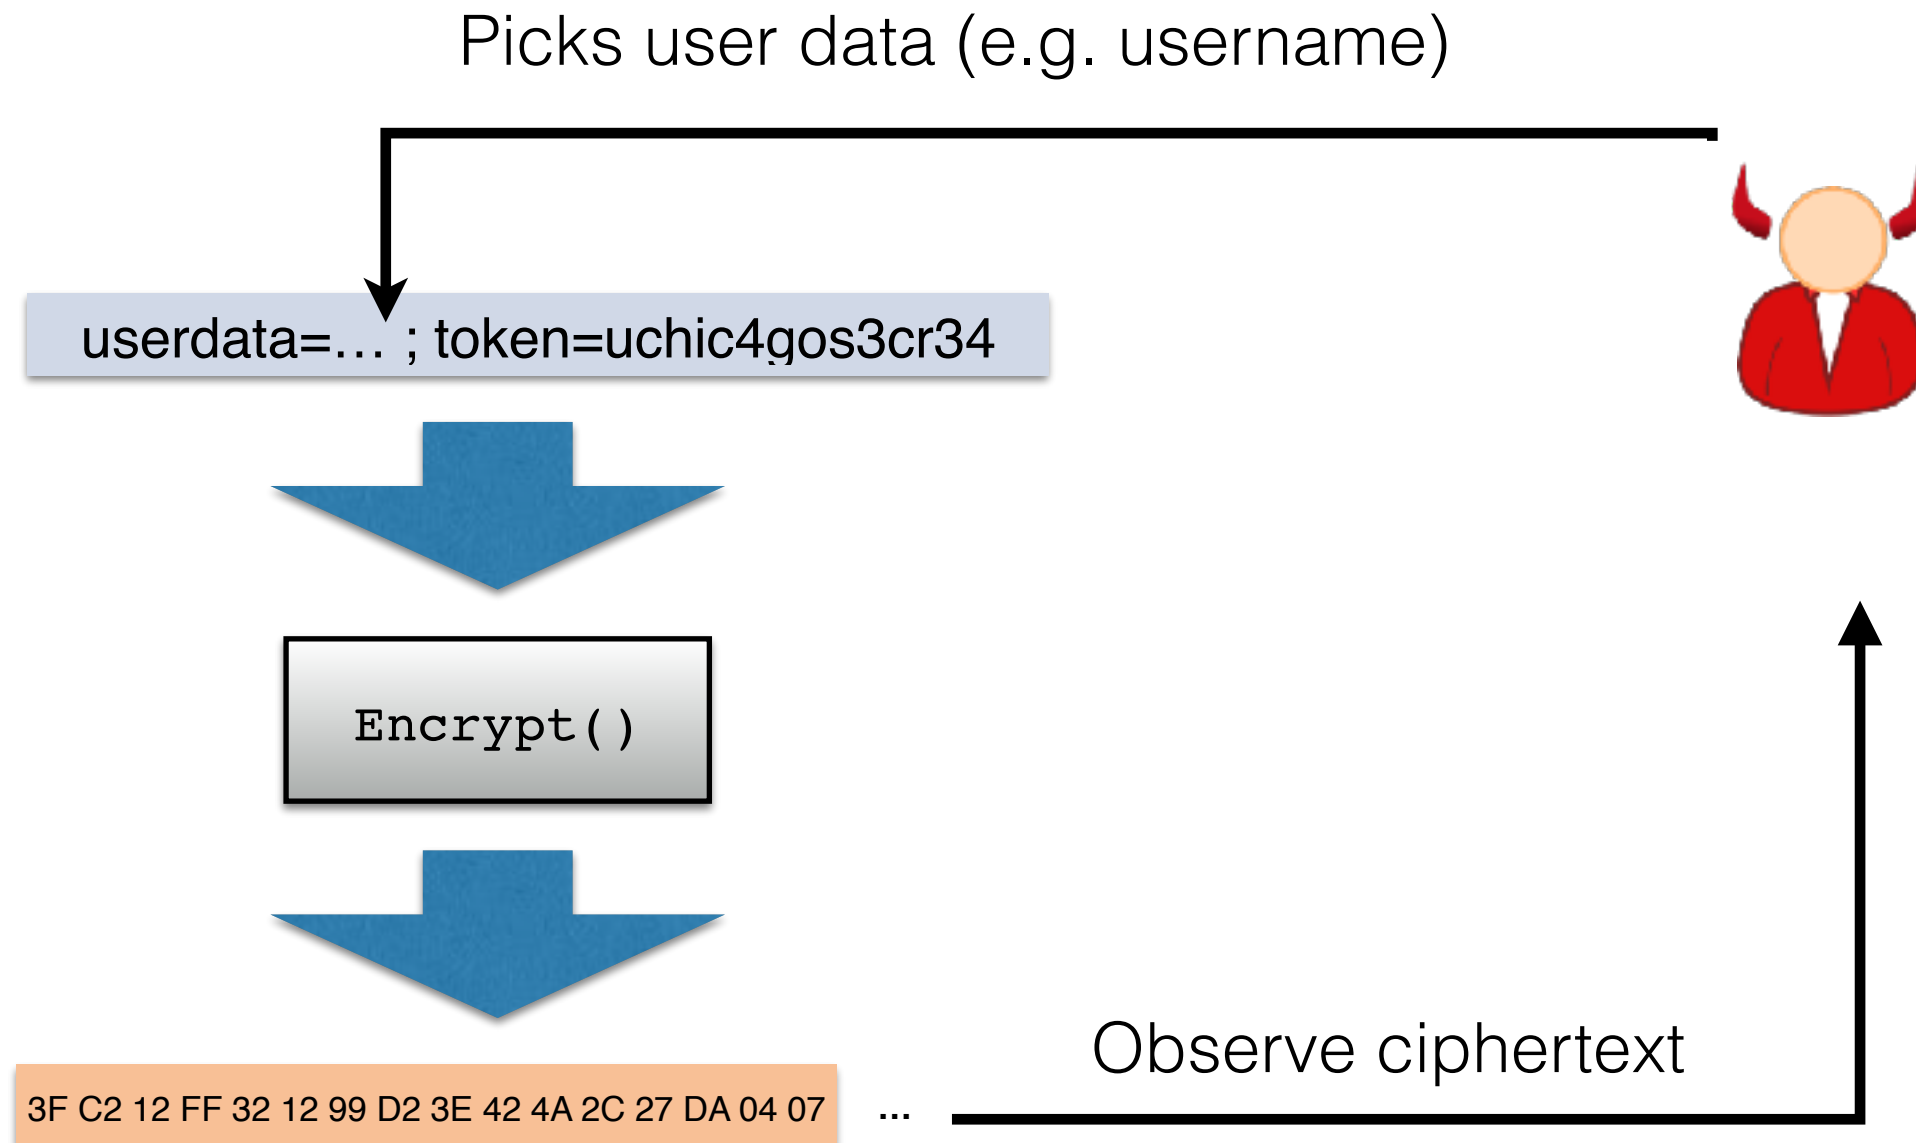 Picks user data (e.g. username)
userdata=… ; token=uchic4gos3cr34
Encrypt()
Observe ciphertext
3F C2 12 FF 32 12 99 D2 3E 42 4A 2C 27 DA 04 07 ...